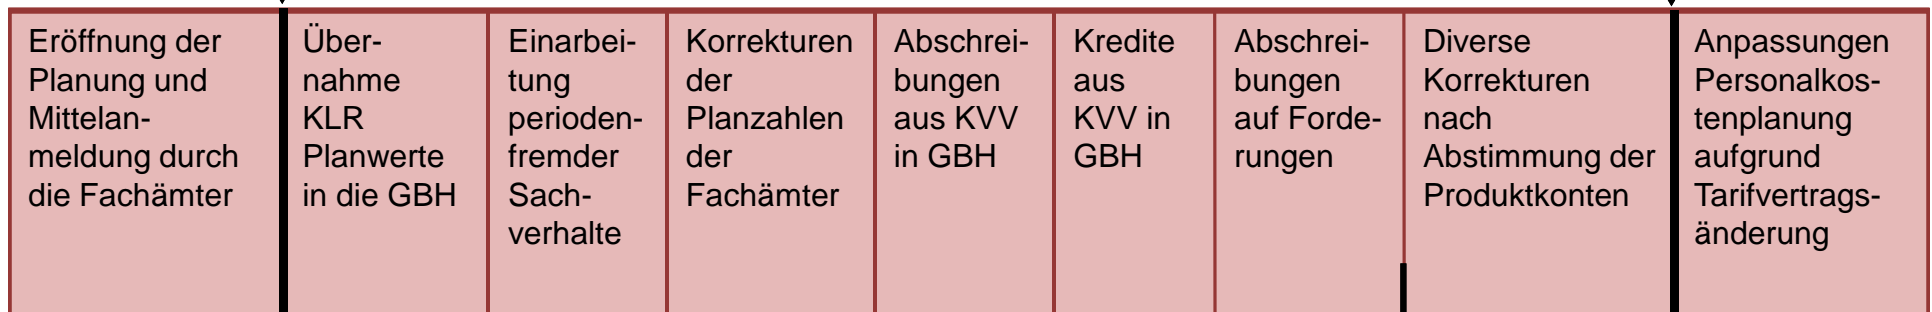 Eröffnung der
Planung und
Mittelan-
meldung durch
die Fachämter
Über-
nahme
KLR
Planwerte
in die GBH
Einarbei-
tung
perioden-
fremder
Sach-
verhalte
Korrekturen
der
Planzahlen
der
Fachämter
Abschrei-
bungen
aus KVV
in GBH
Kredite
aus
KVV in
GBH
Abschrei-
bungen
auf Forde-
rungen
Diverse
Korrekturen
nach
Abstimmung der
Produktkonten
Anpassungen
Personalkos-
tenplanung
aufgrund
Tarifvertrags-
änderung